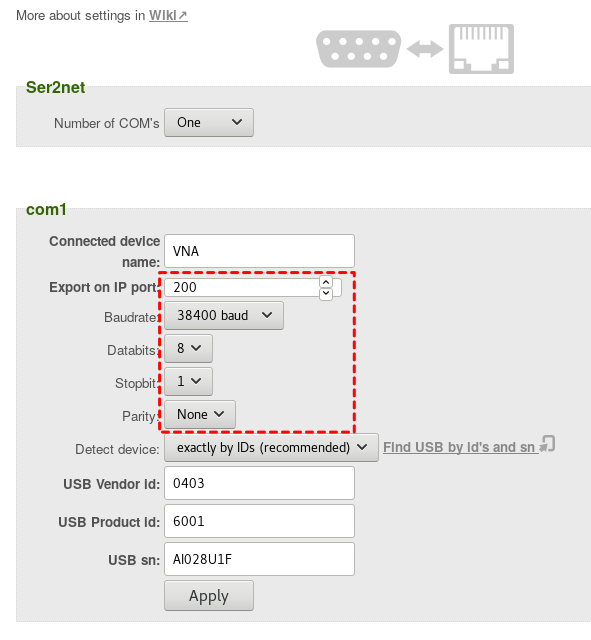 More about settings in Wiki↗
Ser2net
Number of COM's One
com1
Connected device
name: VNA
Export on IP port: 200
Baudrate: 38400 baud
Databits: 8
Stopbit: 1
Parity: None
Detect device: exactly by IDs (recommended) Find USB by id's and sn
USB Vendor Id: 0403
USB Product Id: 6001
USB sn: AI028U1F
Apply